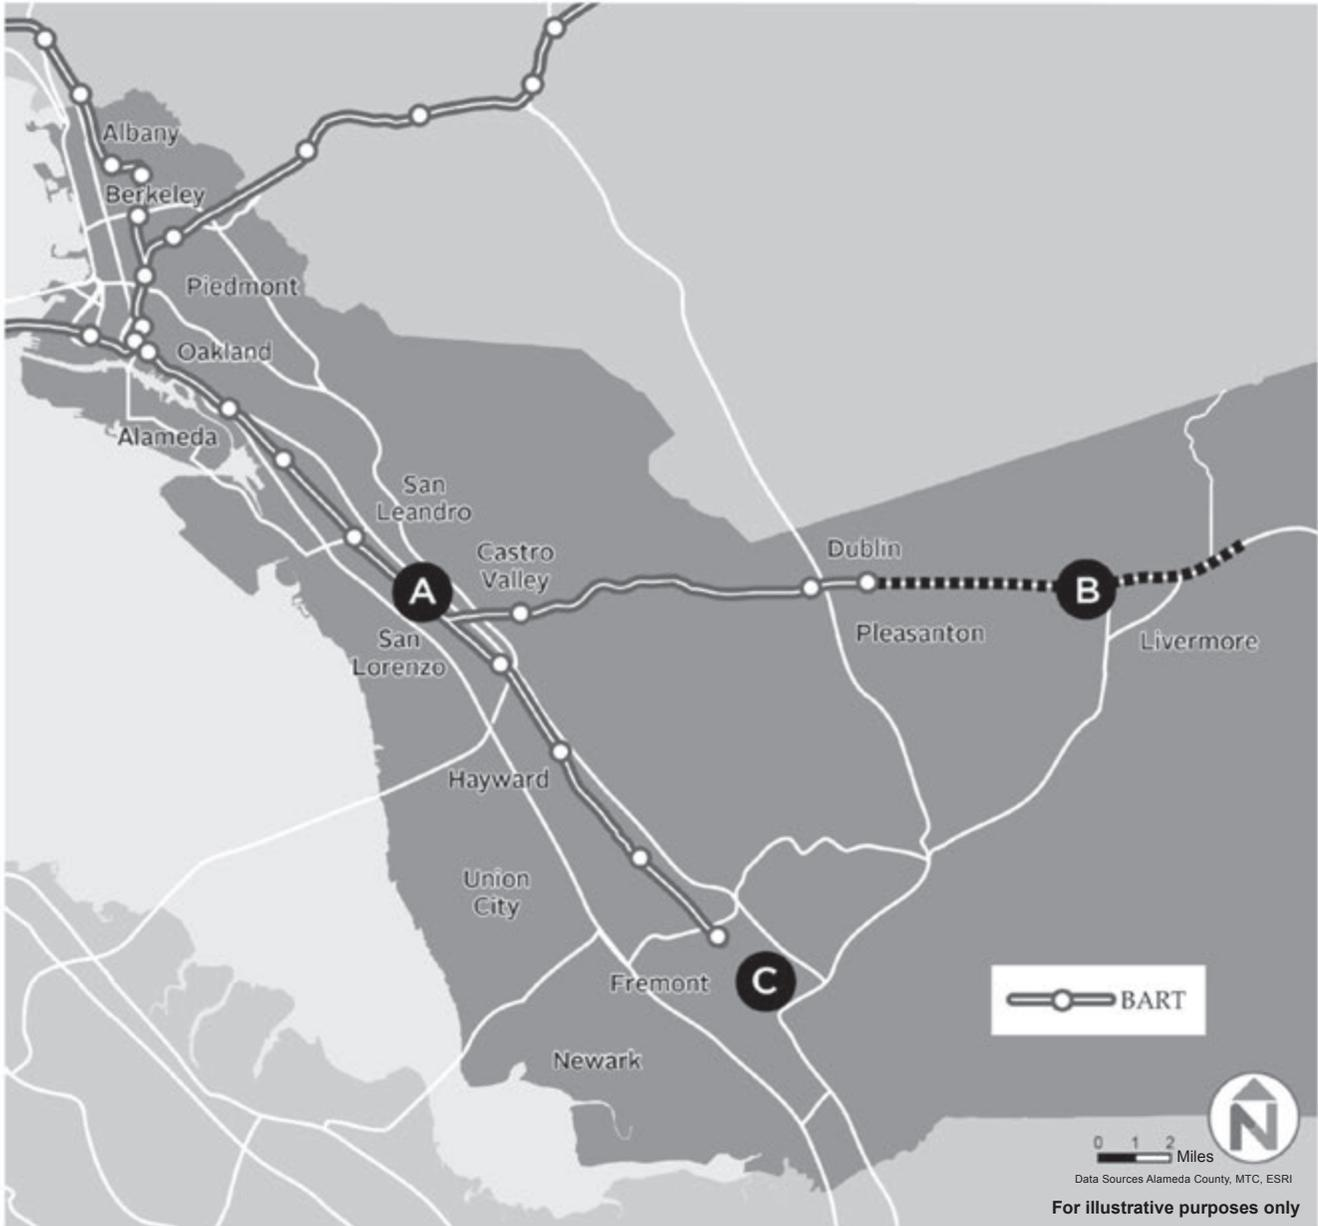 Albany
Berkeley
Piedmont
Oakland
Alameda
San
Leandro
Castro
Valley
Dublin
A
B
San
Lorenzo
Pleasanton
Livermore
Hayward
Union
City
Fremont
C
BART
Newark
N
0 1 2
Miles
Data Sources Alameda County, MTC, ESRI
For illustrative purposes only